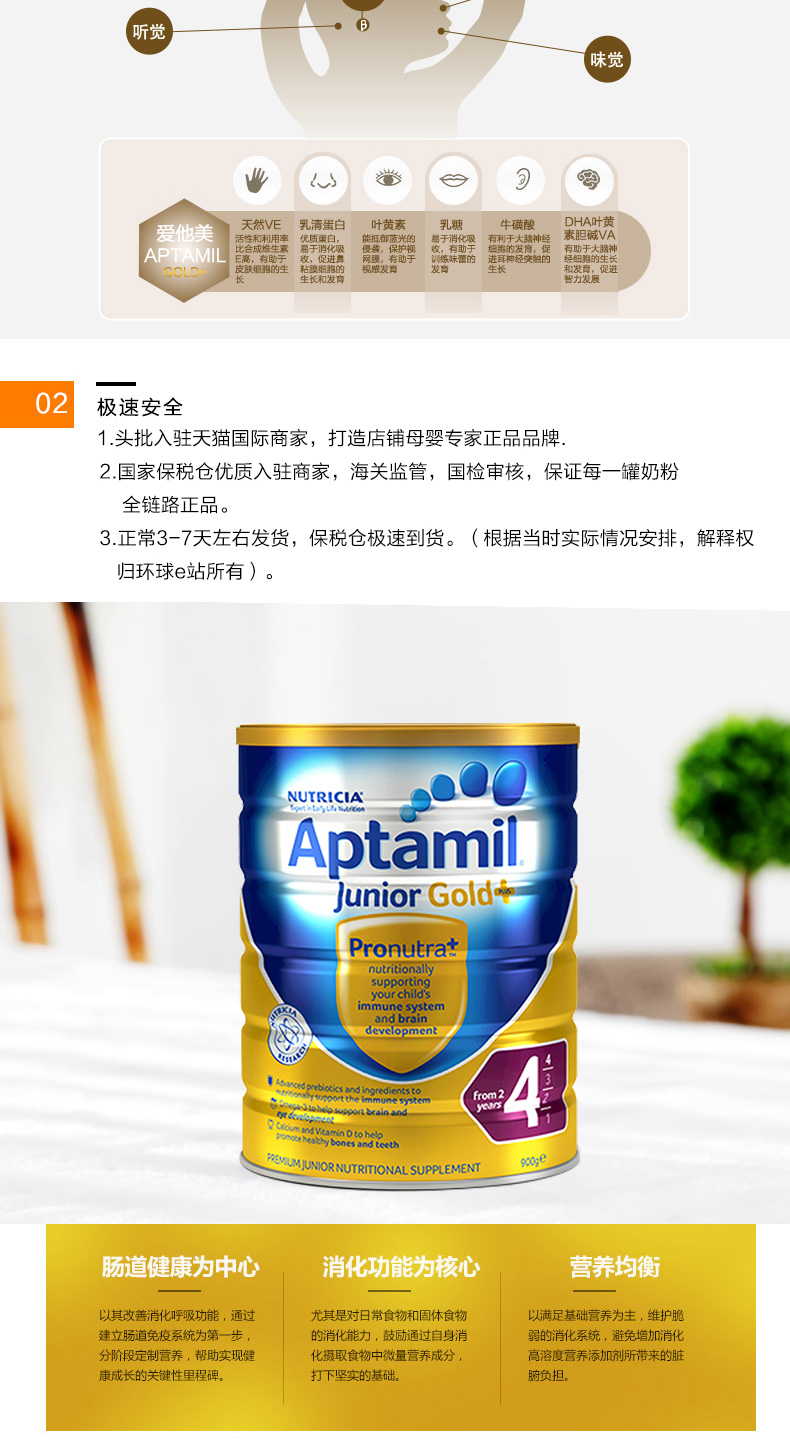 听觉
β
味觉
爱他美
APTAMIL
GOLD+
天然VE
活性和利用率
比合成维生素
E高，有助于
皮肤细胞的生
长
乳清蛋白
优质蛋白，
易于消化吸
收，促进鼻
粘膜细胞的
生长和发育
叶黄素
能抵御蓝光的
侵袭，保护视
网膜，有助于
视感发育
乳糖
易于消化吸
收，有助于
训练味蕾的
发育
牛磺酸
有利于大脑神经
细胞的发育，促
进耳神经突触的
生长
DHA叶黄
素胆碱VA
有助于大脑神
经细胞的生长
和发育，促进
智力发展
02
极速安全
1.头批入驻天猫国际商家，打造店铺母婴专家正品品牌.
2.国家保税仓优质入驻商家，海关监管，国检审核，保证每一罐奶粉
全链路正品。
3.正常3-7天左右发货，保税仓极速到货。（根据当时实际情况安排，解释权
归环球e站所有）。
NUTRICIA
Expert in Early Life Nutrition
Aptamil
Junior Gold+
PLUS
Pronutra+™
nutritionally
supporting
your child's
immune system
and brain
development
NUTRICIA
RESEARCH
Advanced prebiotics and ingredients to
nutritionally support the immune system
Omega-3 to help support brain and
eye development
Calcium and Vitamin D to help
promote healthy bones and teeth
from 2
years
4
4
3
2
1
PREMIUM JUNIOR NUTRITIONAL SUPPLEMENT
900g℮
肠道健康为中心
以其改善消化呼吸功能，通过
建立肠道免疫系统为第一步，
分阶段定制营养，帮助实现健
康成长的关键性里程碑。
消化功能为核心
尤其是对日常食物和固体食物
的消化能力，鼓励通过自身消
化摄取食物中微量营养成分，
打下坚实的基础。
营养均衡
以满足基础营养为主，维护脆
弱的消化系统，避免增加消化
高溶度营养添加剂所带来的脏
腑负担。